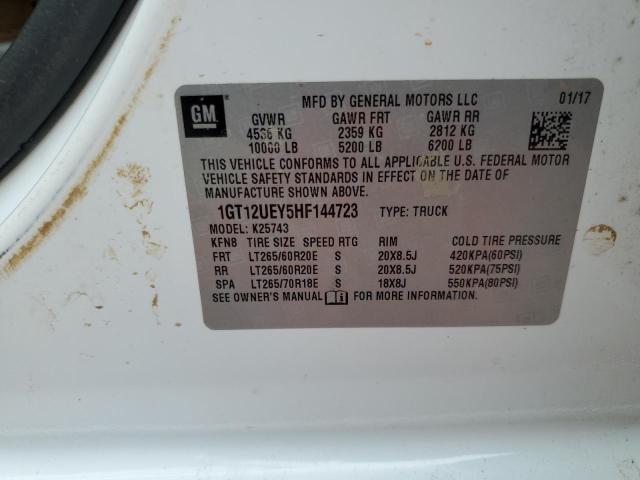 GM
MFD BY GENERAL MOTORS LLC 01/17
GVWR GAWR FRT GAWR RR
4536 KG 2359 KG 2812 KG
10000 LB 5200 LB 6200 LB
THIS VEHICLE CONFORMS TO ALL APPLICABLE U.S. FEDERAL MOTOR
VEHICLE SAFETY STANDARDS IN EFFECT ON THE DATE OF
MANUFACTURE SHOWN ABOVE.
1GT12UEY5HF144723 TYPE: TRUCK
MODEL: K25743
KFN8 TIRE SIZE SPEED RTG RIM COLD TIRE PRESSURE
FRT LT265/60R20E S 20X8.5J 420KPA(60PSI)
RR LT265/60R20E S 20X8.5J 520KPA(75PSI)
SPA LT265/70R18E S 18X8J 550KPA(80PSI)
SEE OWNER'S MANUAL i FOR MORE INFORMATION.